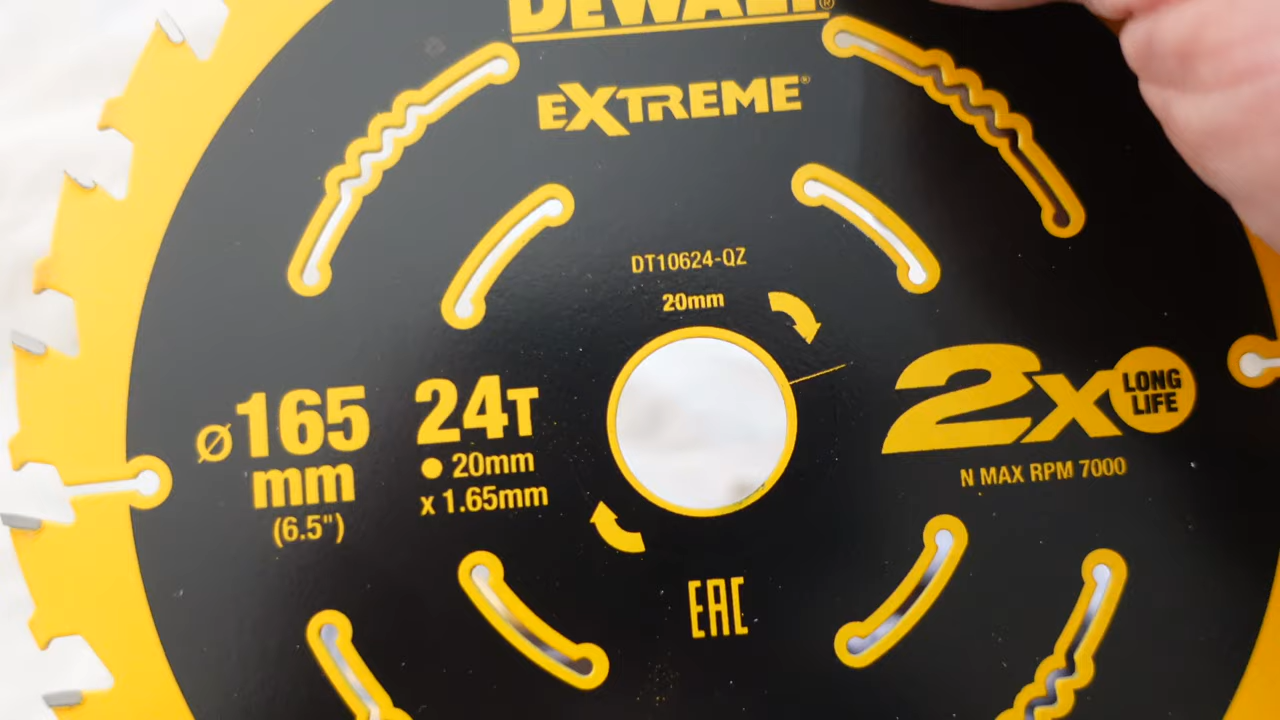 DEWALT®
EXTREME®
DT10624-QZ
20mm
Ø165
mm
(6.5")
24T
● 20mm
x 1.65mm
2X
LONG
LIFE
N MAX RPM 7000
EAC